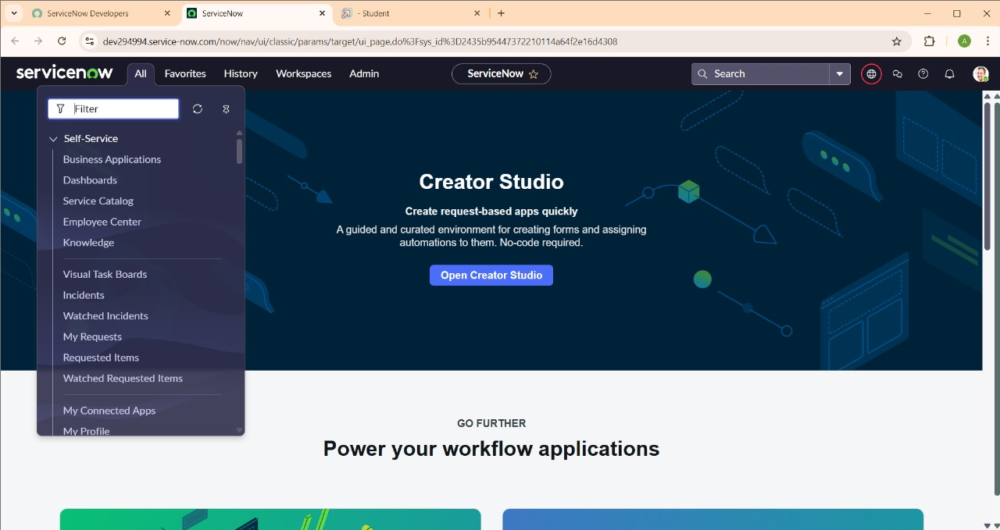 ServiceNow Developers
ServiceNow
- Student
dev294994.service-now.com/now/nav/ui/classic/params/target/ui_page.do%3Fsys_id%3D2435b95447372210114a64f2e16d4308
A
servicenow
All
Favorites
History
Workspaces
Admin
ServiceNow
Search
Filter
Self-Service
Business Applications
Dashboards
Service Catalog
Employee Center
Knowledge
Visual Task Boards
Incidents
Watched Incidents
My Requests
Requested Items
Watched Requested Items
My Connected Apps
My Profile
Creator Studio
Create request-based apps quickly
A guided and curated environment for creating forms and assigning
automations to them. No-code required.
Open Creator Studio
GO FURTHER
Power your workflow applications